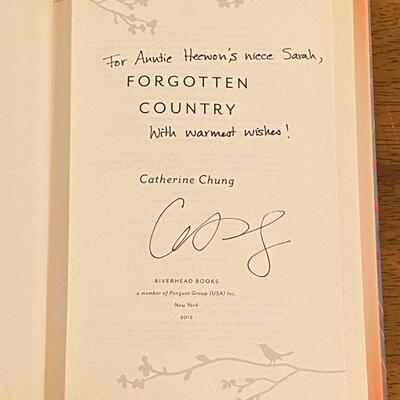 For Auntie Heewon's niece Sarah,
FORGOTTEN
COUNTRY
With warmest wishes!
Catherine Chung
RIVERHEAD BOOKS
a member of Penguin Group (USA) Inc.
New York
2012